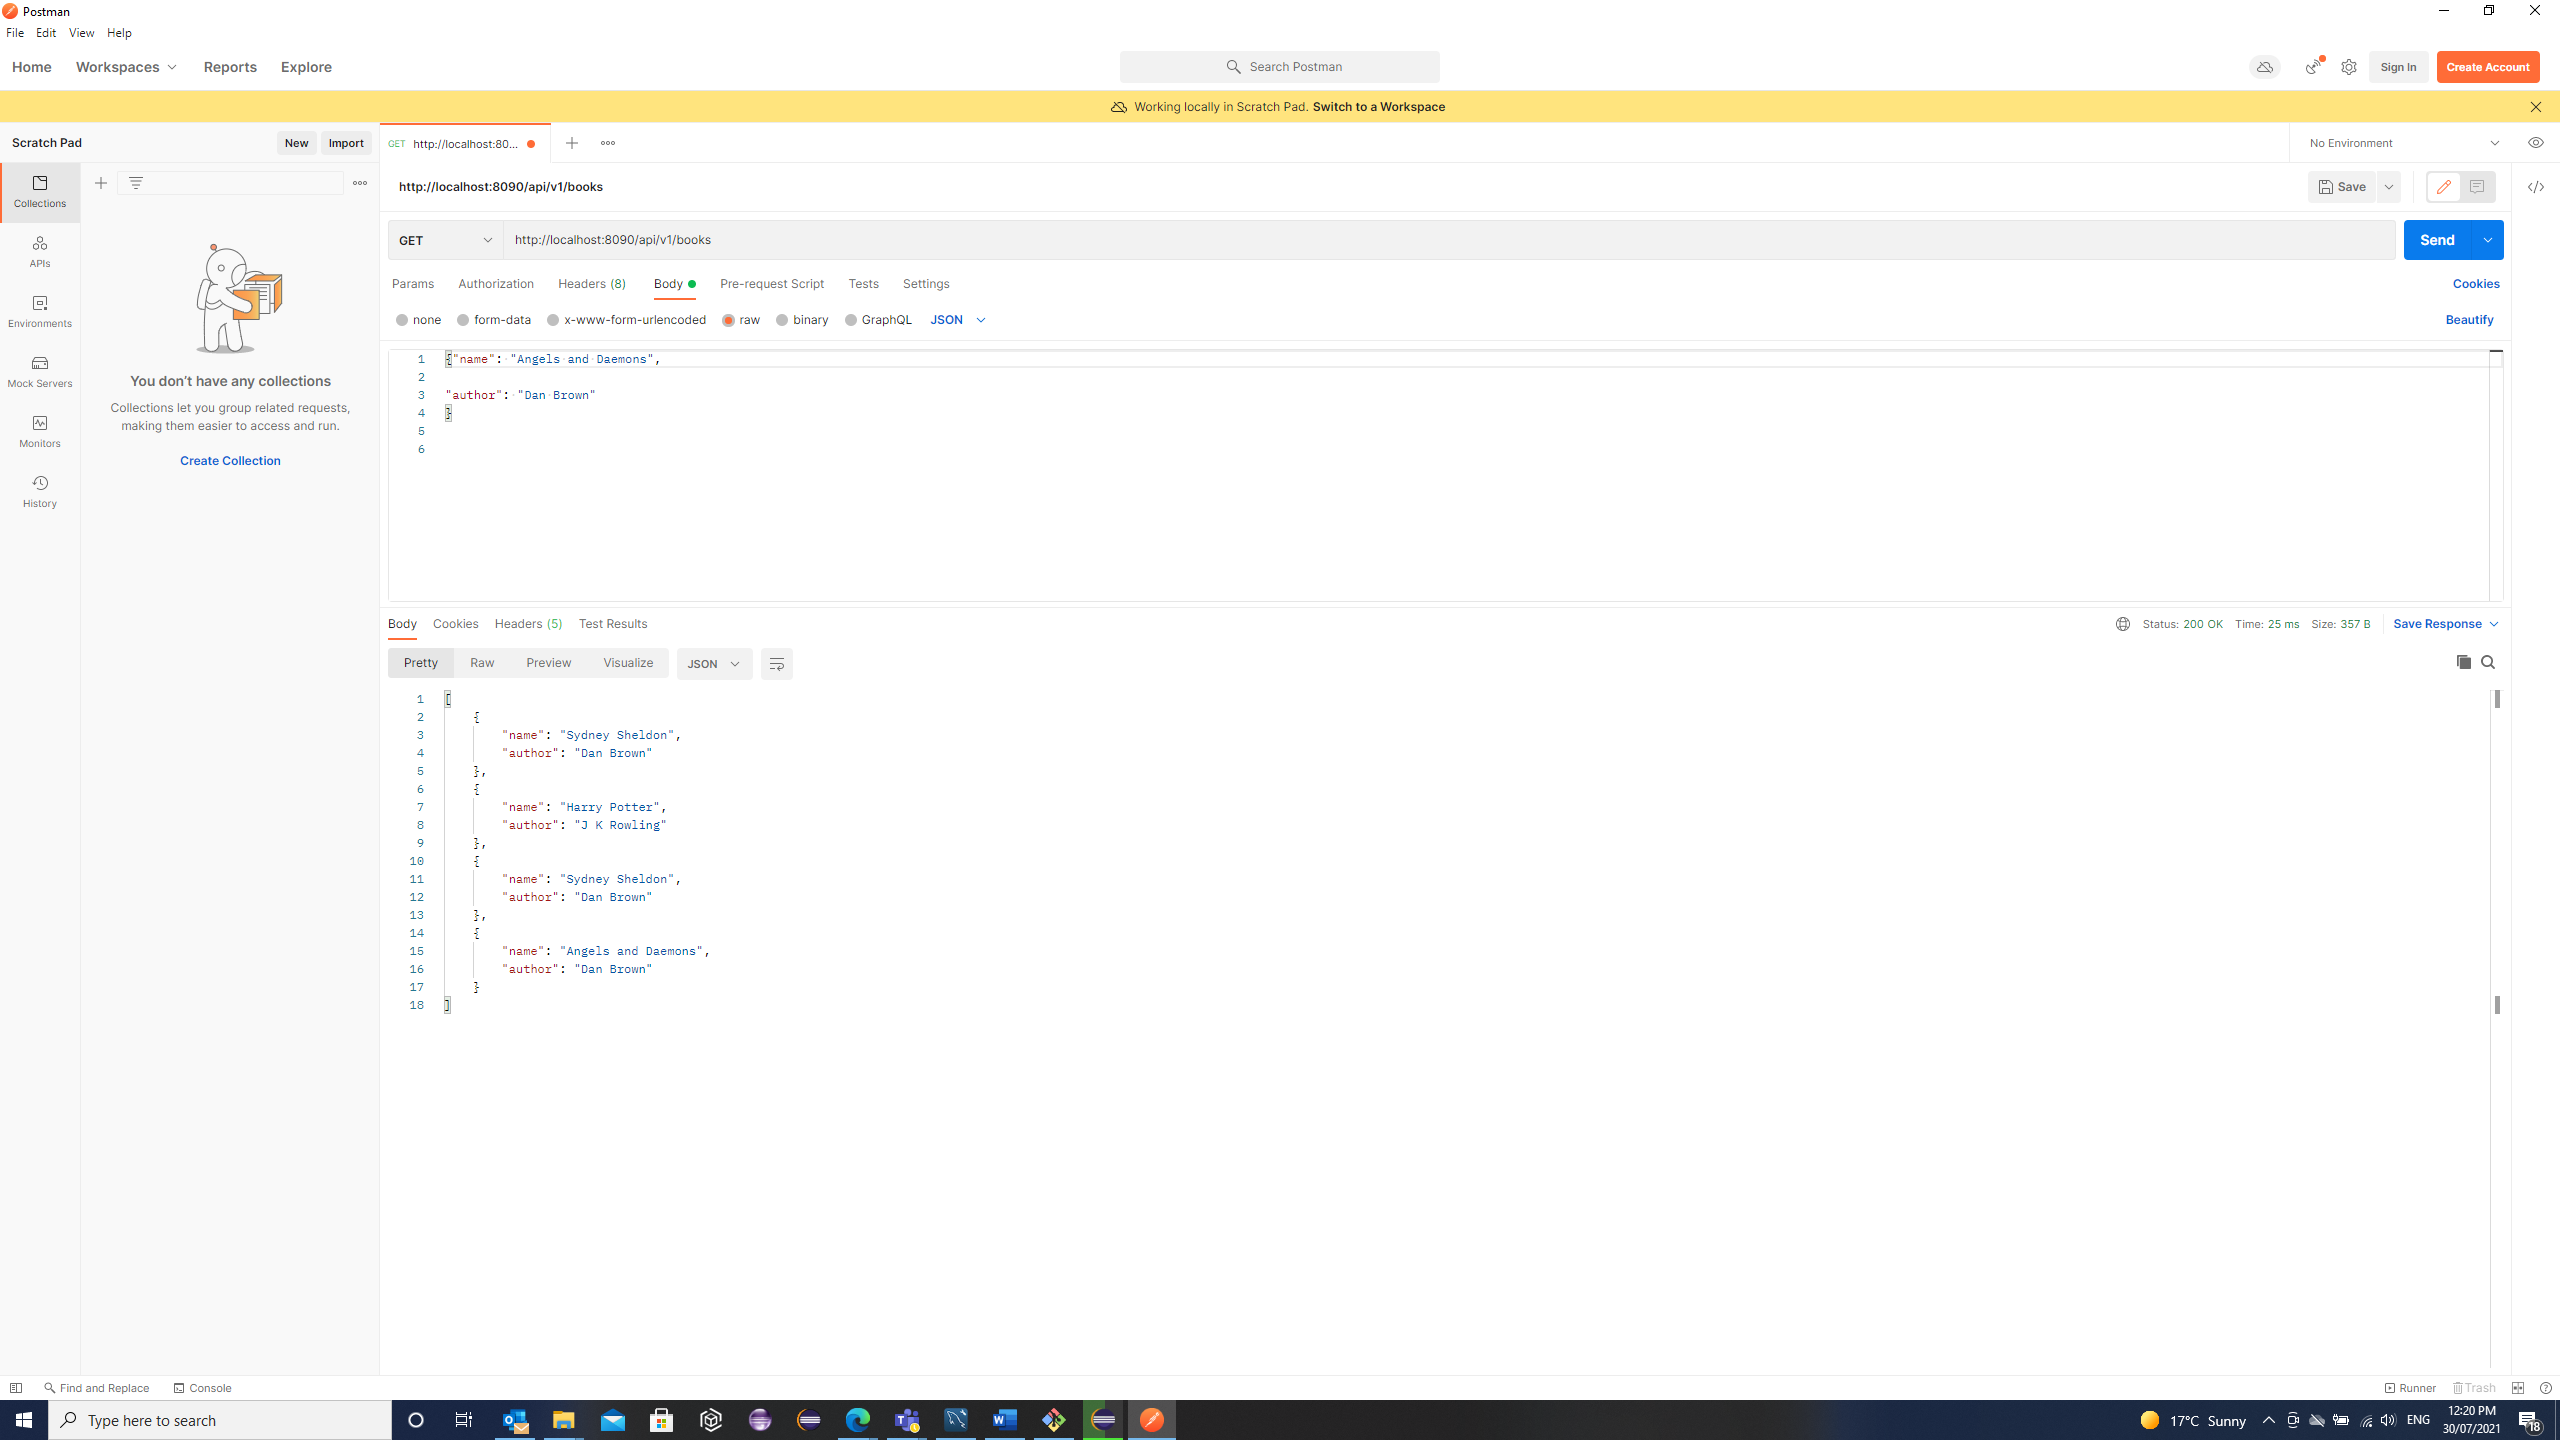 Postman
File Edit View Help
Home Workspaces Reports Explore
Search Postman
Sign In
Create Account
Working locally in Scratch Pad. Switch to a Workspace
Scratch Pad
New
Import
GET http://localhost:80...
No Environment
Collections
APIs
Environments
Mock Servers
Monitors
History
You don't have any collections
Collections let you group related requests,
making them easier to access and run.
Create Collection
http://localhost:8090/api/v1/books
Save
GET http://localhost:8090/api/v1/books
Send
Params Authorization Headers (8) Body Pre-request Script Tests Settings
Cookies
none form-data x-www-form-urlencoded raw binary GraphQL JSON
Beautify
1 {"name": "Angels and Daemons",
2
3 "author": "Dan Brown"
4 }
5
6
Body Cookies Headers (5) Test Results
Status: 200 OK Time: 25 ms Size: 357 B Save Response
Pretty Raw Preview Visualize JSON
1 [
2 {
3 "name": "Sydney Sheldon",
4 "author": "Dan Brown"
5 },
6 {
7 "name": "Harry Potter",
8 "author": "J K Rowling"
9 },
10 {
11 "name": "Sydney Sheldon",
12 "author": "Dan Brown"
13 },
14 {
15 "name": "Angels and Daemons",
16 "author": "Dan Brown"
17 }
18 ]
Find and Replace Console
Runner Trash
Type here to search
17°C Sunny
ENG
12:20 PM
30/07/2021
18